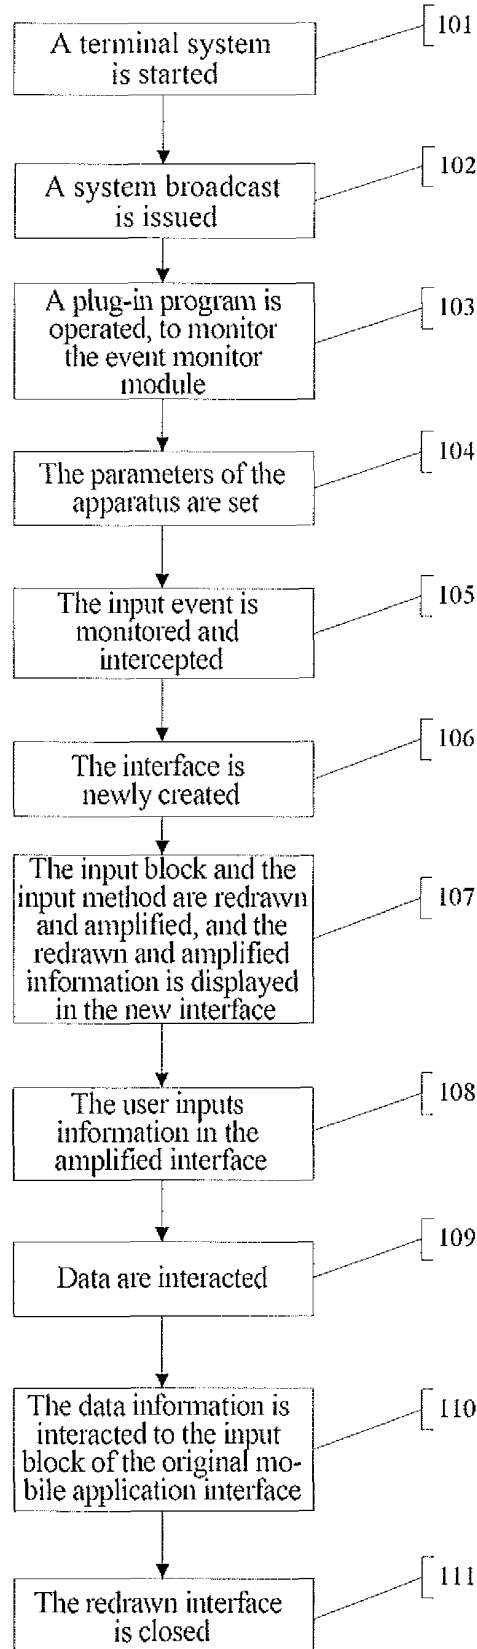 101
A terminal system
is started
102
A system broadcast
is issued
103
A plug-in program is
operated, to monitor
the event monitor
module
104
The parameters of the
apparatus are set
105
The input event is
monitored and
intercepted
106
The interface is
newly created
107
The input block and the
input method are redrawn
and amplified, and the
redrawn and amplified
information is displayed
in the new interface
108
The user inputs
information in the
amplified interface
109
Data are interacted
110
The data information is
interacted to the input
block of the original mo-
bile application interface
111
The redrawn interface
is closed